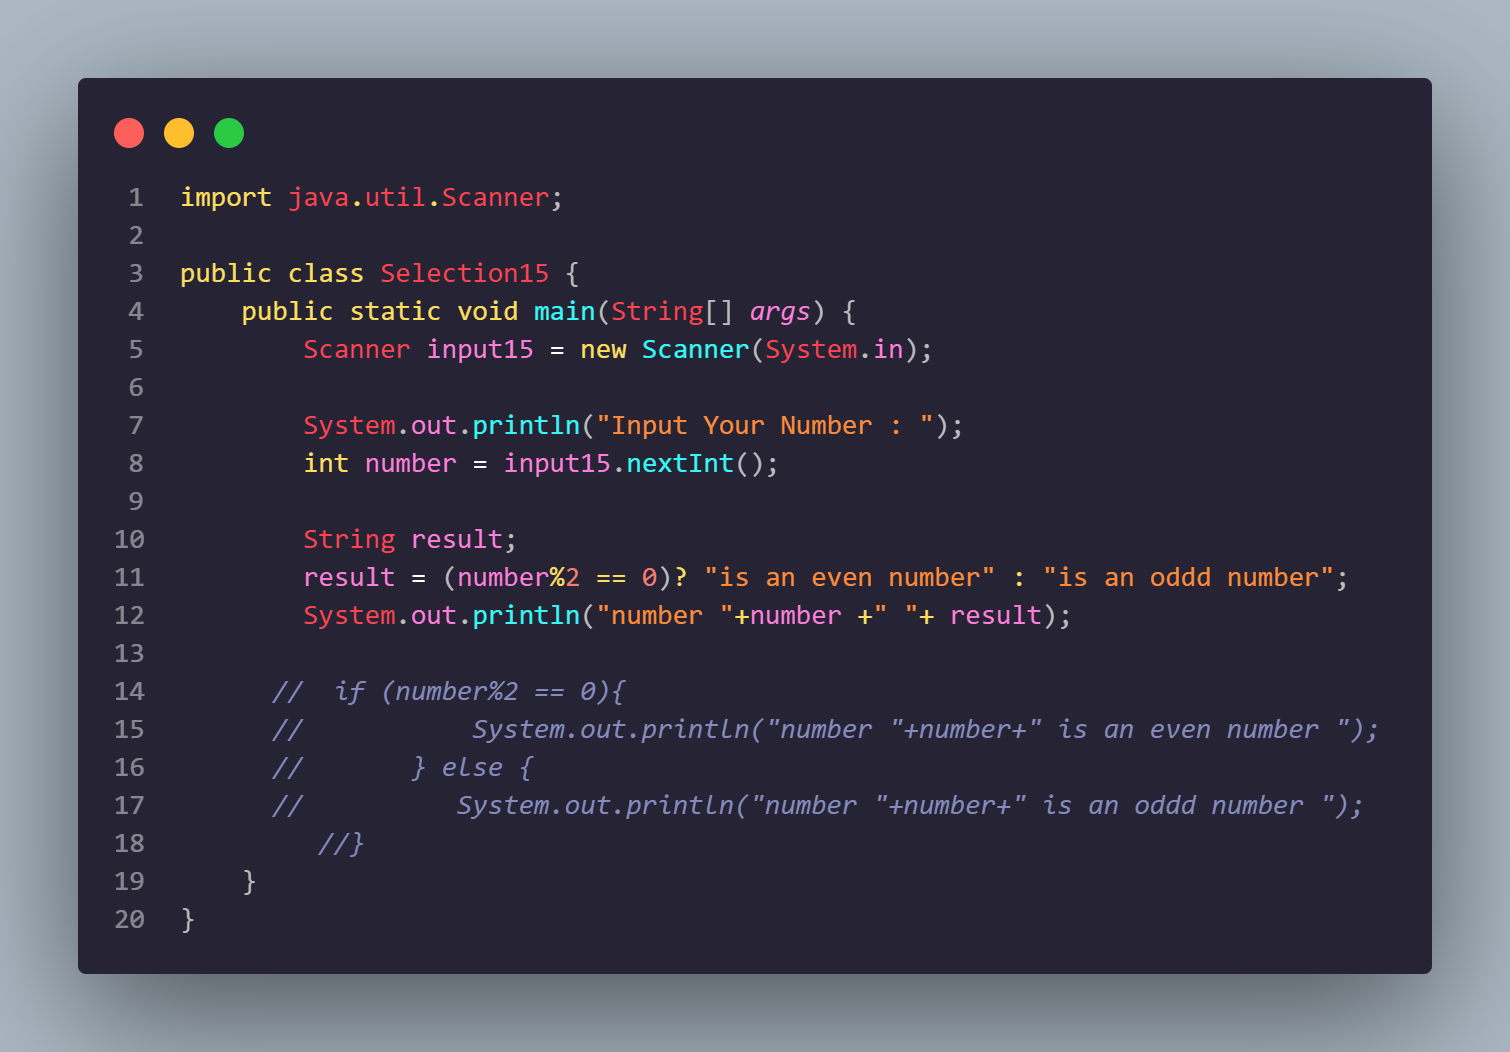 1 import java.util.Scanner;
2
3 public class Selection15 {
4     public static void main(String[] args) {
5         Scanner input15 = new Scanner(System.in);
6
7         System.out.println("Input Your Number : ");
8         int number = input15.nextInt();
9
10         String result;
11         result = (number%2 == 0)? "is an even number" : "is an oddd number";
12         System.out.println("number "+number +" "+ result);
13
14       //  if (number%2 == 0){
15       //           System.out.println("number "+number+" is an even number ");
16       //       } else {
17       //          System.out.println("number "+number+" is an oddd number ");
18          //}
19     }
20 }